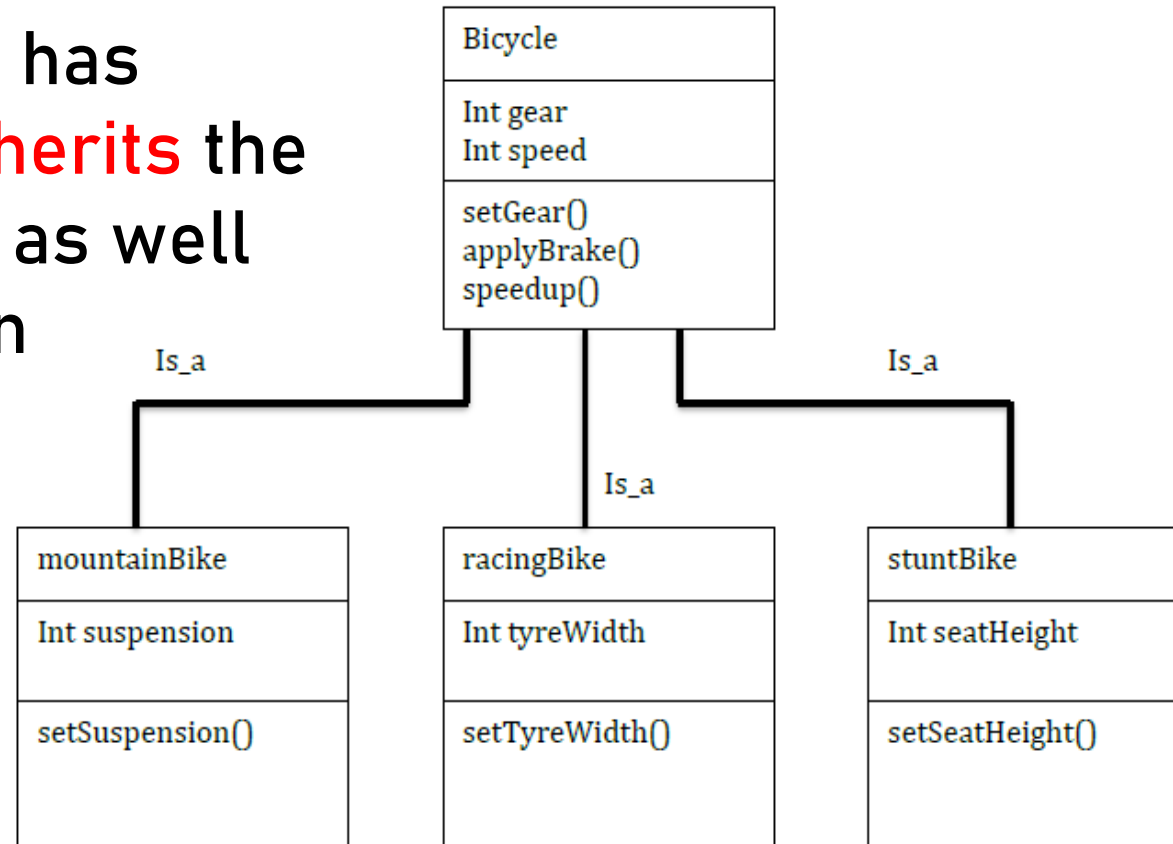 has
herits the
as well
n
Bicycle
Int gear
Int speed
setGear()
applyBrake()
speedup()
Is_a
Is_a
Is_a
mountainBike
Int suspension
setSuspension()
racingBike
Int tyreWidth
setTyreWidth()
stuntBike
Int seatHeight
setSeatHeight()